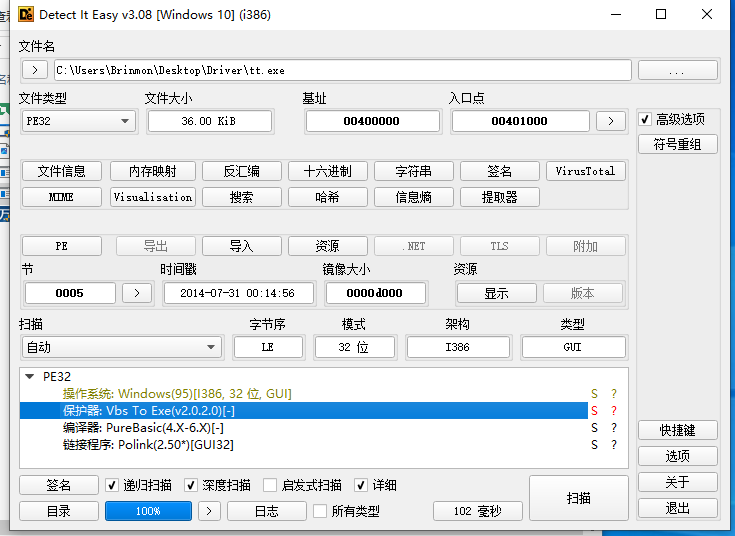 Detect It Easy v3.08 [Windows 10] (i386)
文件名
> C:\Users\Brinmon\Desktop\Driver\tt.exe ...
文件类型 文件大小 基址 入口点
PE32 36.00 KiB 00400000 00401000 >
高级选项
符号重组
文件信息 内存映射 反汇编 十六进制 字符串 签名 VirusTotal
MIME Visualisation 搜索 哈希 信息熵 提取器
PE 导出 导入 资源 .NET TLS 附加
节 时间戳 镜像大小 资源
0005 > 2014-07-31 00:14:56 0000d000 显示 版本
扫描 字节序 模式 架构 类型
自动 LE 32 位 I386 GUI
PE32
操作系统: Windows(95)[I386, 32 位, GUI] S ?
保护器: Vbs To Exe(v2.0.2.0)[-] S ?
编译器: PureBasic(4.X-6.X)[-] S ?
链接程序: Polink(2.50*)[GUI32] S ?
快捷键
选项
关于
退出
签名 递归扫描 深度扫描 启发式扫描 详细
扫描
目录 100% > 日志 所有类型 102 毫秒